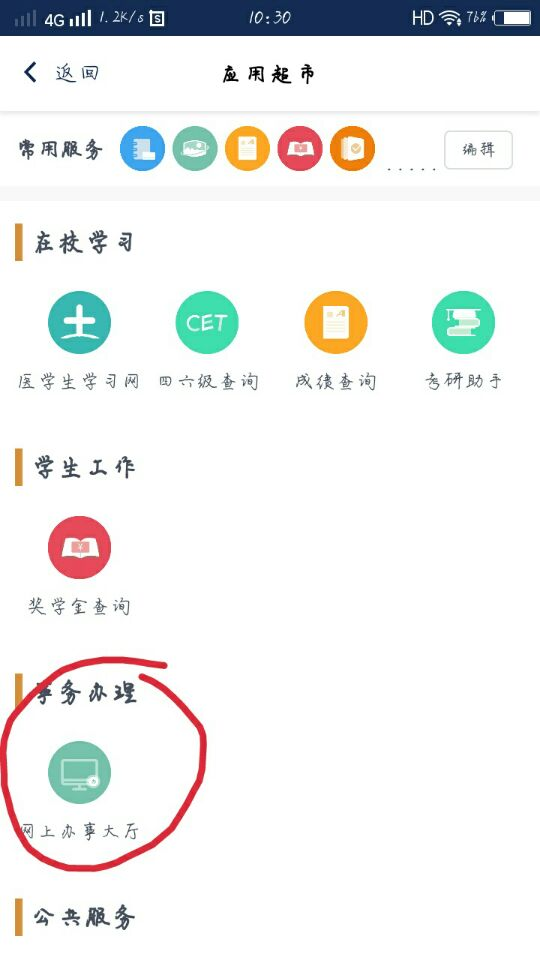 4G 1.2K/s S 10:30 HD 76%
返回 应用超市
常用服务 ..... 编辑
在校学习
CET
医学生学习网 四六级查询 成绩查询 考研助手
学生工作
¥
奖学金查询
事务办理
网上办事大厅
公共服务